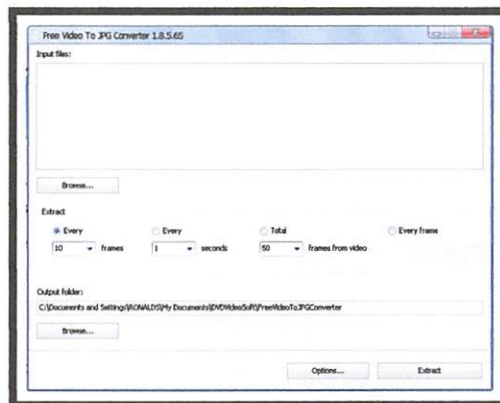 Free Video To JPG Converter 1.8.5.65
Input files:
Browse...
Extract
Every Every Total Every frame
10 frames 1 seconds 50 frames from video
Output folder:
C:\Documents and Settings\RONALDS\My Documents\DVDVideoSoft\FreeVideoToJPGConverter
Browse...
Options... Extract